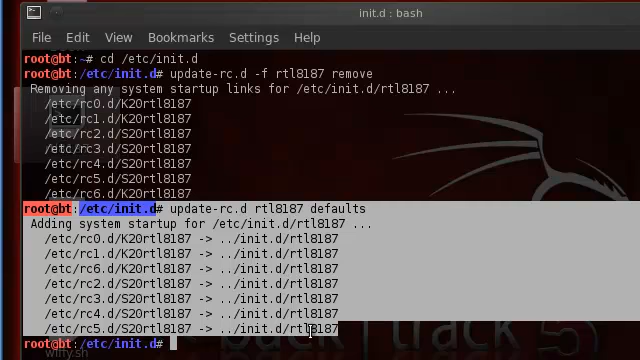 init.d : bash
File Edit View Bookmarks Settings Help
root@bt:~# cd /etc/init.d
root@bt:/etc/init.d# update-rc.d -f rtl8187 remove
Removing any system startup links for /etc/init.d/rtl8187 ...
/etc/rc0.d/K20rtl8187
/etc/rc1.d/K20rtl8187
/etc/rc2.d/S20rtl8187
/etc/rc3.d/S20rtl8187
/etc/rc4.d/S20rtl8187
/etc/rc5.d/S20rtl8187
/etc/rc6.d/K20rtl8187
root@bt:/etc/init.d# update-rc.d rtl8187 defaults
Adding system startup for /etc/init.d/rtl8187 ...
/etc/rc0.d/K20rtl8187 -> ../init.d/rtl8187
/etc/rc1.d/K20rtl8187 -> ../init.d/rtl8187
/etc/rc6.d/K20rtl8187 -> ../init.d/rtl8187
/etc/rc2.d/S20rtl8187 -> ../init.d/rtl8187
/etc/rc3.d/S20rtl8187 -> ../init.d/rtl8187
/etc/rc4.d/S20rtl8187 -> ../init.d/rtl8187
/etc/rc5.d/S20rtl8187 -> ../init.d/rtl8187
root@bt:/etc/init.d#
back | track 5
wiffy.sh